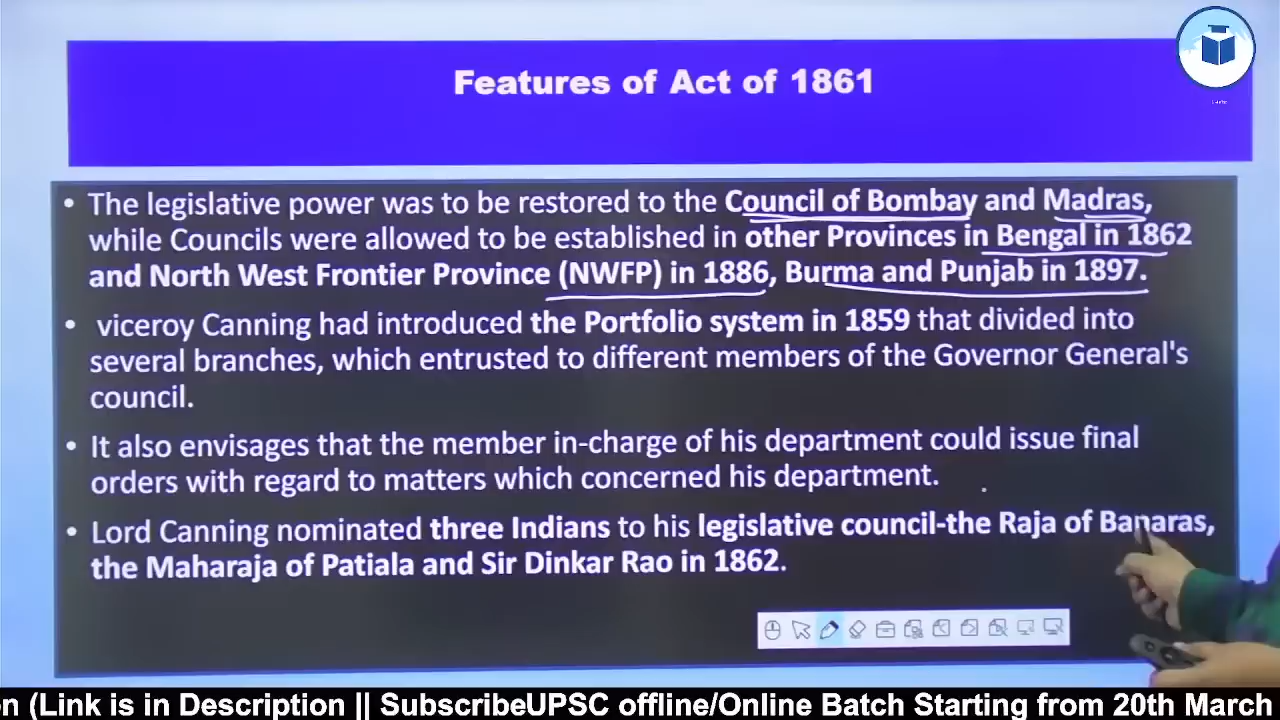 Features of Act of 1861
• The legislative power was to be restored to the Council of Bombay and Madras,
while Councils were allowed to be established in other Provinces in Bengal in 1862
and North West Frontier Province (NWFP) in 1886, Burma and Punjab in 1897.
• viceroy Canning had introduced the Portfolio system in 1859 that divided into
several branches, which entrusted to different members of the Governor General's
council.
• It also envisages that the member in-charge of his department could issue final
orders with regard to matters which concerned his department.
• Lord Canning nominated three Indians to his legislative council-the Raja of Banaras,
the Maharaja of Patiala and Sir Dinkar Rao in 1862.
n (Link is in Description || SubscribeUPSC offline/Online Batch Starting from 20th March